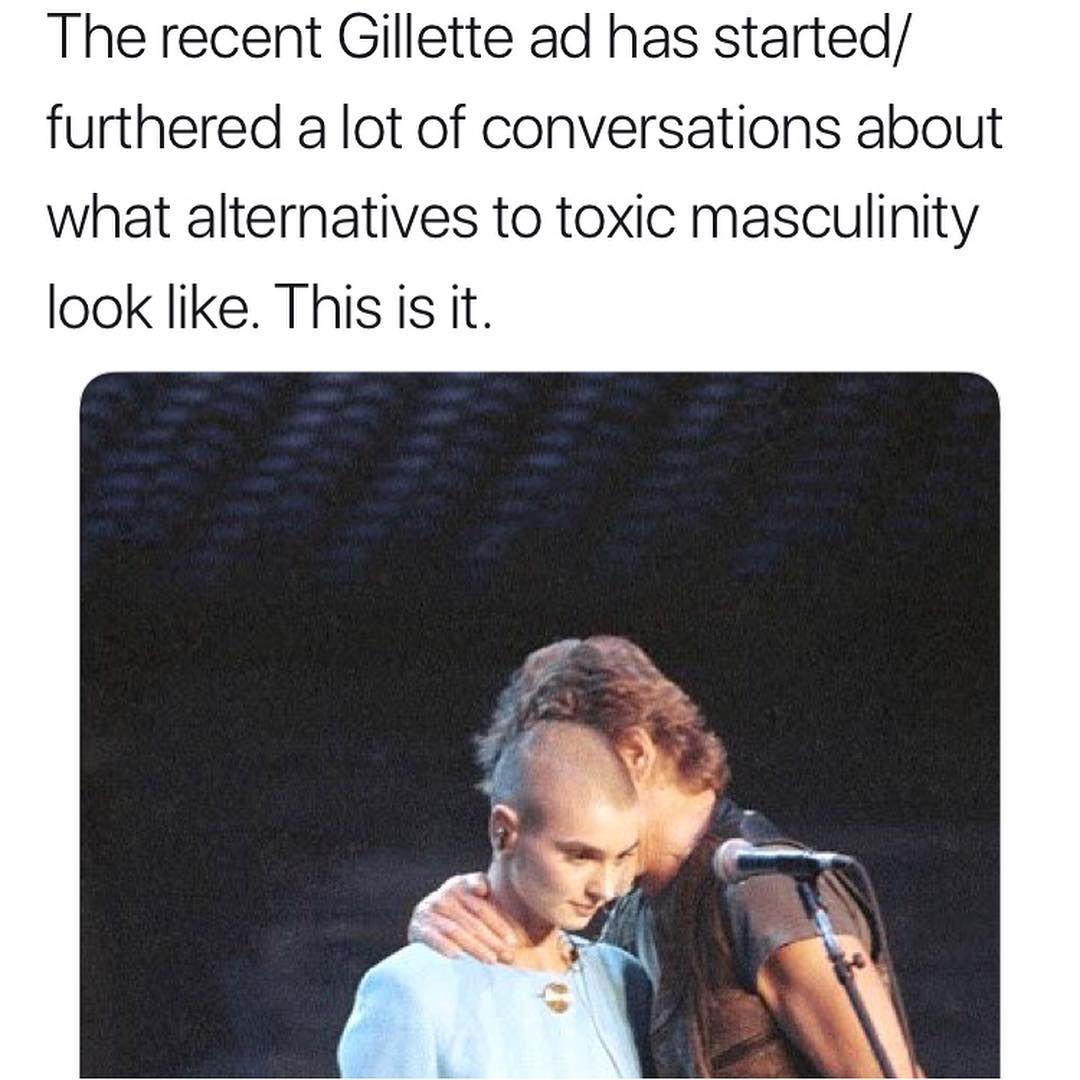 The recent Gillette ad has started/
furthered a lot of conversations about
what alternatives to toxic masculinity
look like. This is it.